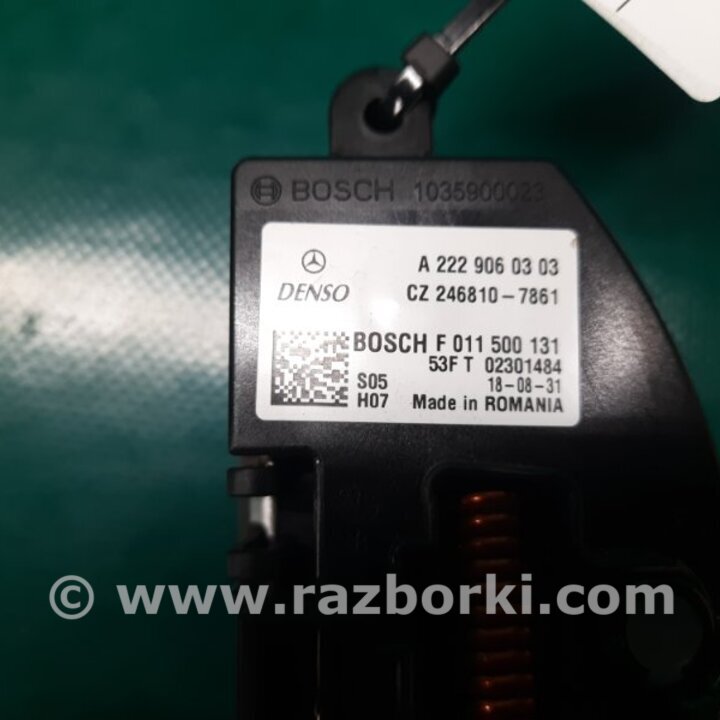 BOSCH 1035900023
A 222 906 03 03
DENSO CZ 246810-7861
BOSCH F 011 500 131
53F T 02301484
S05 18-08-31
H07 Made in ROMANIA
© www.razborki.com